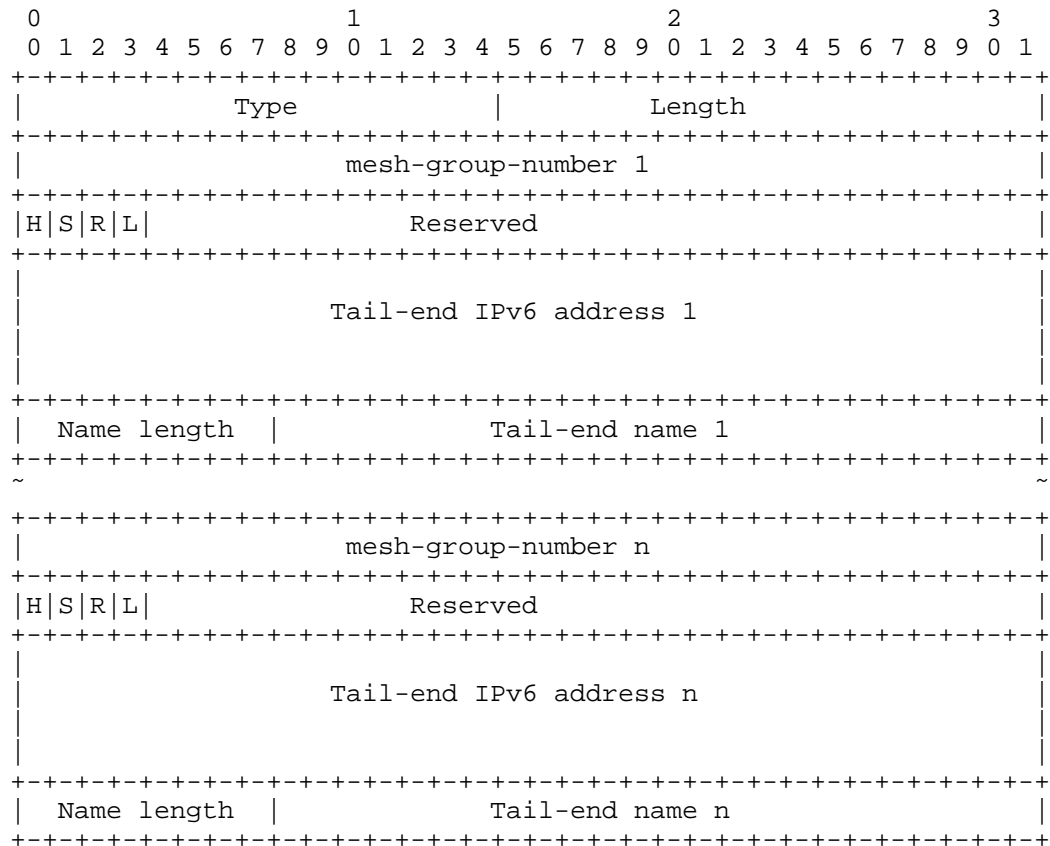 0                   1                   2                   3
0 1 2 3 4 5 6 7 8 9 0 1 2 3 4 5 6 7 8 9 0 1 2 3 4 5 6 7 8 9 0 1
+-+-+-+-+-+-+-+-+-+-+-+-+-+-+-+-+-+-+-+-+-+-+-+-+-+-+-+-+-+-+-+-+
|             Type            |         Length                  |
+-+-+-+-+-+-+-+-+-+-+-+-+-+-+-+-+-+-+-+-+-+-+-+-+-+-+-+-+-+-+-+-+
|                    mesh-group-number 1                        |
+-+-+-+-+-+-+-+-+-+-+-+-+-+-+-+-+-+-+-+-+-+-+-+-+-+-+-+-+-+-+-+-+
|H|S|R|L|                Reserved                               |
+-+-+-+-+-+-+-+-+-+-+-+-+-+-+-+-+-+-+-+-+-+-+-+-+-+-+-+-+-+-+-+-+
|                                                               |
|                   Tail-end IPv6 address 1                     |
|                                                               |
|                                                               |
+-+-+-+-+-+-+-+-+-+-+-+-+-+-+-+-+-+-+-+-+-+-+-+-+-+-+-+-+-+-+-+-+
|  Name length  |             Tail-end name 1                   |
+-+-+-+-+-+-+-+-+-+-+-+-+-+-+-+-+-+-+-+-+-+-+-+-+-+-+-+-+-+-+-+-+
~                                                               ~
+-+-+-+-+-+-+-+-+-+-+-+-+-+-+-+-+-+-+-+-+-+-+-+-+-+-+-+-+-+-+-+-+
|                    mesh-group-number n                        |
+-+-+-+-+-+-+-+-+-+-+-+-+-+-+-+-+-+-+-+-+-+-+-+-+-+-+-+-+-+-+-+-+
|H|S|R|L|                Reserved                               |
+-+-+-+-+-+-+-+-+-+-+-+-+-+-+-+-+-+-+-+-+-+-+-+-+-+-+-+-+-+-+-+-+
|                                                               |
|                   Tail-end IPv6 address n                     |
|                                                               |
|                                                               |
+-+-+-+-+-+-+-+-+-+-+-+-+-+-+-+-+-+-+-+-+-+-+-+-+-+-+-+-+-+-+-+-+
|  Name length  |             Tail-end name n                   |
+-+-+-+-+-+-+-+-+-+-+-+-+-+-+-+-+-+-+-+-+-+-+-+-+-+-+-+-+-+-+-+-+